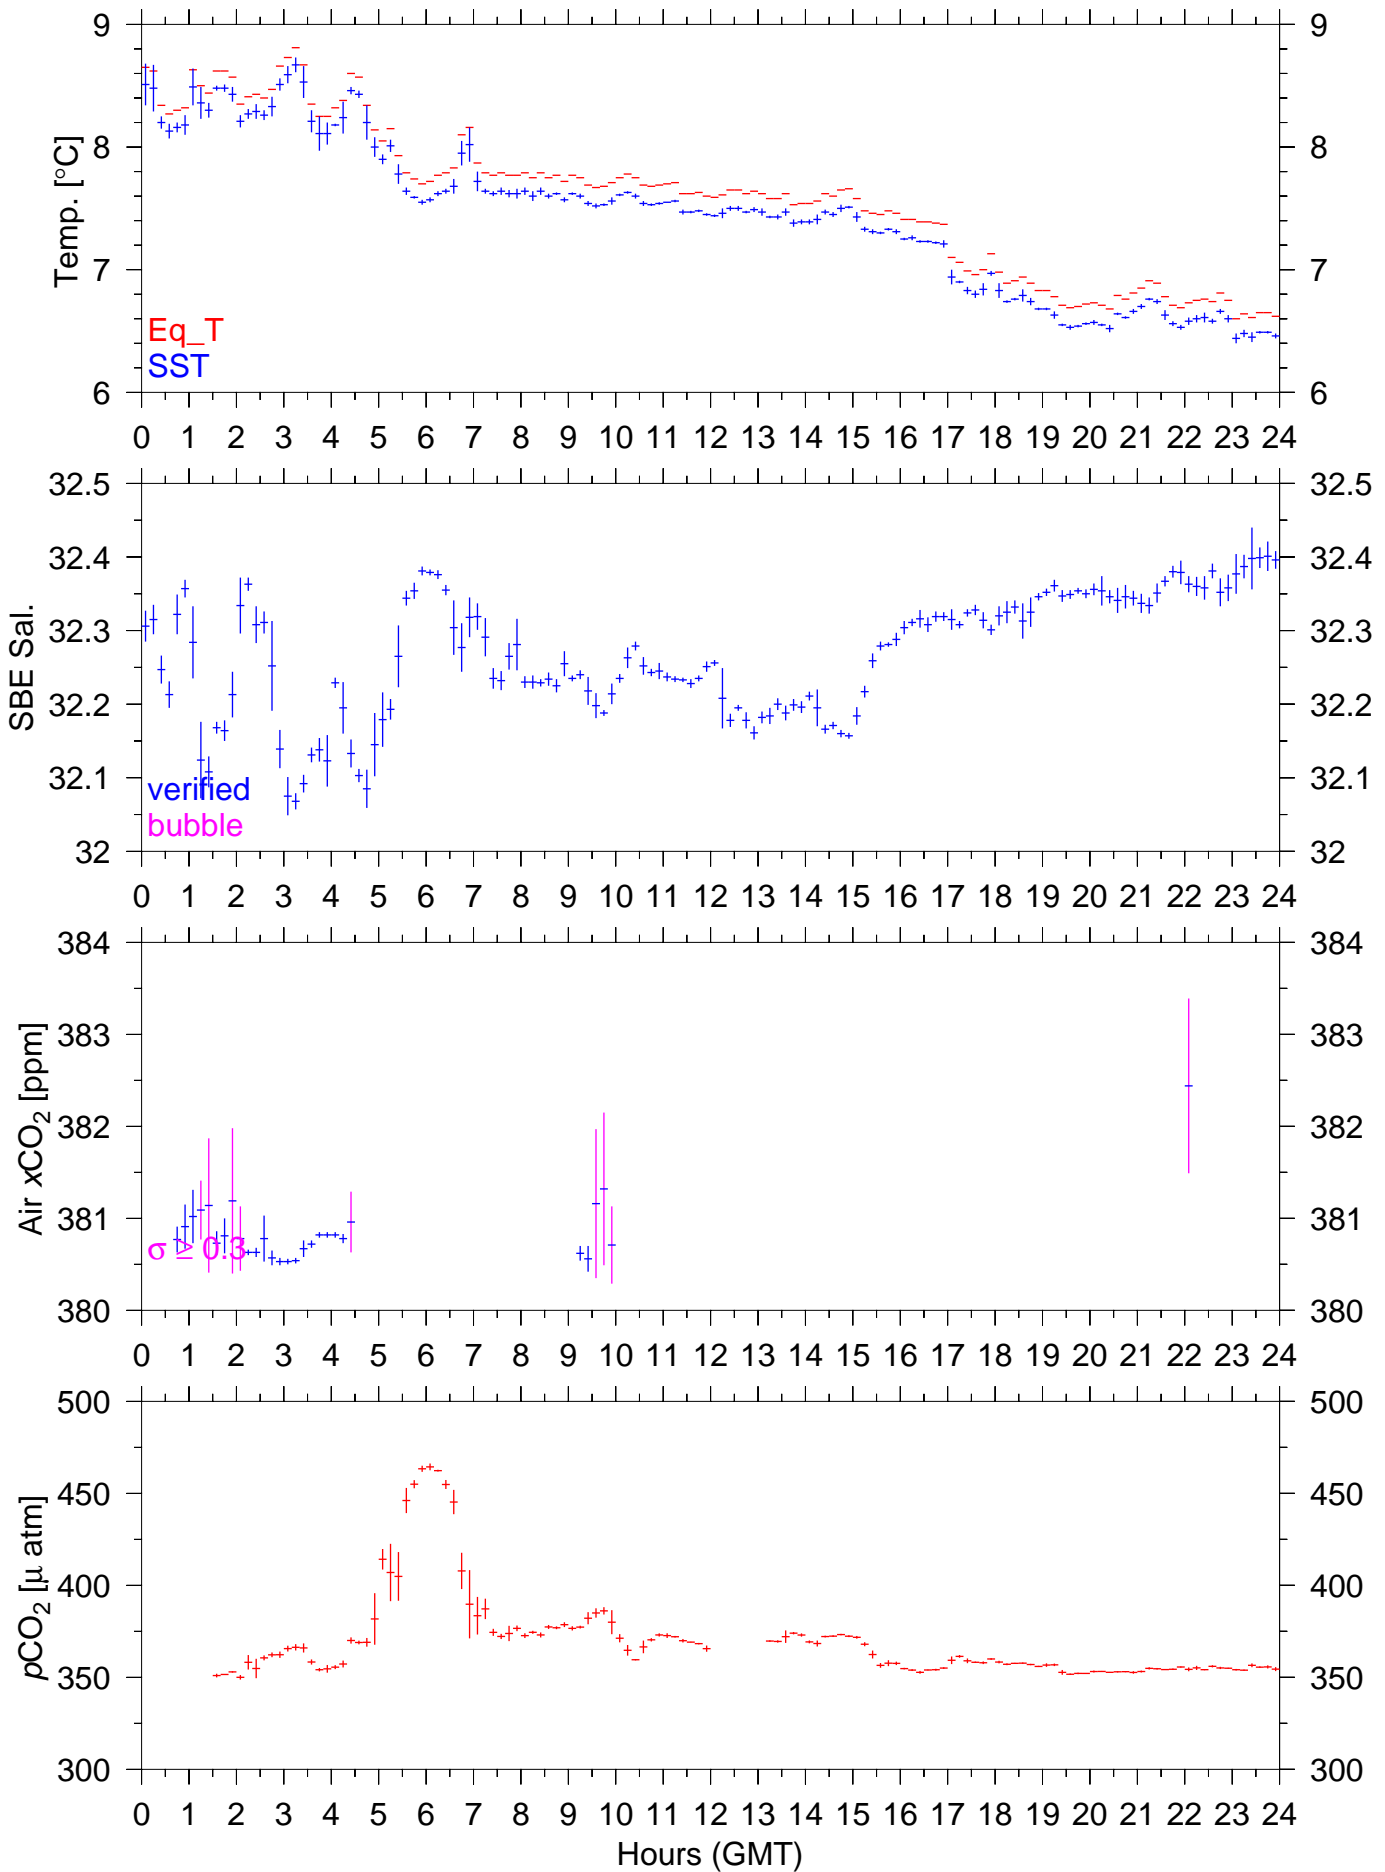 9 9
8 8
7 7
6 6
Temp. [°C]
Eq_T
SST
0 1 2 3 4 5 6 7 8 9 10 11 12 13 14 15 16 17 18 19 20 21 22 23 24
32.5 32.5
32.4 32.4
32.3 32.3
32.2 32.2
32.1 32.1
32 32
SBE Sal.
verified
bubble
0 1 2 3 4 5 6 7 8 9 10 11 12 13 14 15 16 17 18 19 20 21 22 23 24
384 384
383 383
382 382
381 381
380 380
Air xCO₂ [ppm]
σ ≥ 0.3
0 1 2 3 4 5 6 7 8 9 10 11 12 13 14 15 16 17 18 19 20 21 22 23 24
500 500
450 450
400 400
350 350
300 300
pCO₂ [µ atm]
0 1 2 3 4 5 6 7 8 9 10 11 12 13 14 15 16 17 18 19 20 21 22 23 24
Hours (GMT)